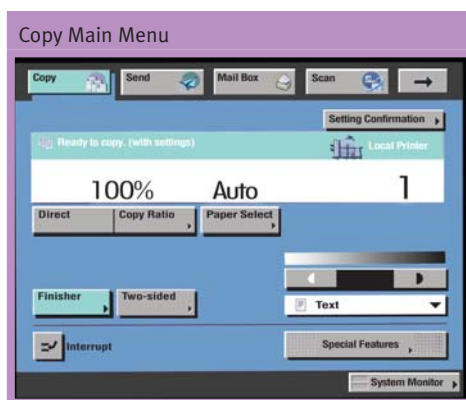 Copy Main Menu
Copy Send Mail Box Scan
Setting Confirmation
Ready to copy. (with settings) Local Printer
100% Auto 1
Direct Copy Ratio Paper Select
Finisher Two-sided
Text
Interrupt Special Features
System Monitor